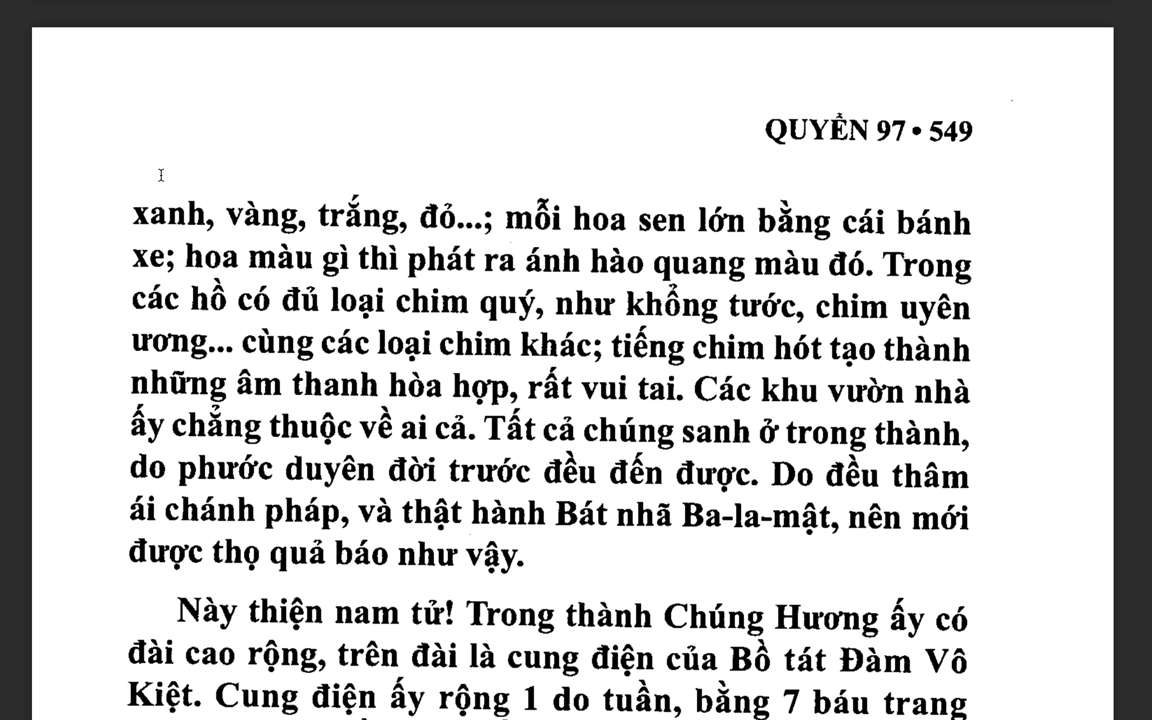 QUYỂN 97 • 549
xanh, vàng, trắng, đỏ...; mỗi hoa sen lớn bằng cái bánh
xe; hoa màu gì thì phát ra ánh hào quang màu đó. Trong
các hồ có đủ loại chim quý, như khổng tước, chim uyên
ương... cùng các loại chim khác; tiếng chim hót tạo thành
những âm thanh hòa hợp, rất vui tai. Các khu vườn nhà
ấy chẳng thuộc về ai cả. Tất cả chúng sanh ở trong thành,
do phước duyên đời trước đều đến được. Do đều thâm
ái chánh pháp, và thật hành Bát nhã Ba-la-mật, nên mới
được thọ quả báo như vậy.
Này thiện nam tử! Trong thành Chúng Hương ấy có
đài cao rộng, trên đài là cung điện của Bồ tát Đàm Vô
Kiệt. Cung điện ấy rộng 1 do tuần, bằng 7 báu trang